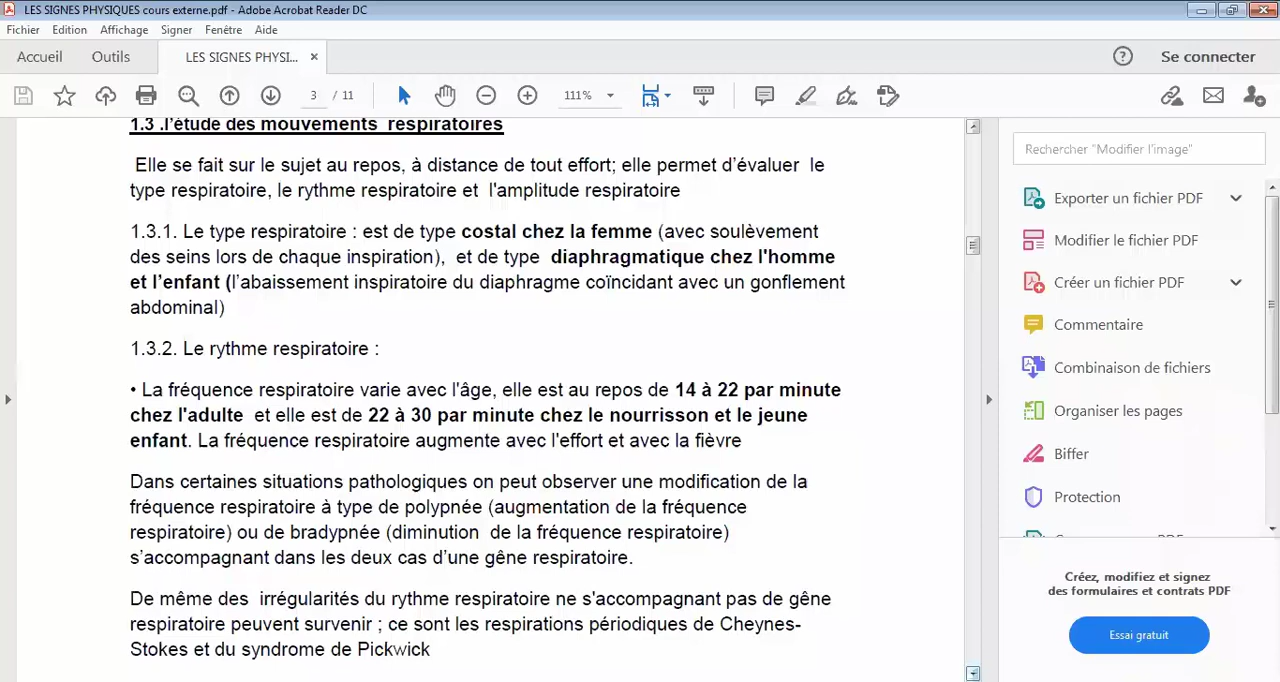 LES SIGNES PHYSIQUES cours externe.pdf - Adobe Acrobat Reader DC
Fichier Edition Affichage Signer Fenêtre Aide
Accueil Outils LES SIGNES PHYSI... × Se connecter
3 / 11 111%
1.3 .l'étude des mouvements respiratoires
Elle se fait sur le sujet au repos, à distance de tout effort; elle permet d'évaluer le
type respiratoire, le rythme respiratoire et l'amplitude respiratoire
1.3.1. Le type respiratoire : est de type costal chez la femme (avec soulèvement
des seins lors de chaque inspiration), et de type diaphragmatique chez l'homme
et l'enfant (l'abaissement inspiratoire du diaphragme coïncidant avec un gonflement
abdominal)
1.3.2. Le rythme respiratoire :
• La fréquence respiratoire varie avec l'âge, elle est au repos de 14 à 22 par minute
chez l'adulte et elle est de 22 à 30 par minute chez le nourrisson et le jeune
enfant. La fréquence respiratoire augmente avec l'effort et avec la fièvre
Dans certaines situations pathologiques on peut observer une modification de la
fréquence respiratoire à type de polypnée (augmentation de la fréquence
respiratoire) ou de bradypnée (diminution de la fréquence respiratoire)
s'accompagnant dans les deux cas d'une gêne respiratoire.
De même des irrégularités du rythme respiratoire ne s'accompagnant pas de gêne
respiratoire peuvent survenir ; ce sont les respirations périodiques de Cheynes-
Stokes et du syndrome de Pickwick
Rechercher "Modifier l'image"
Exporter un fichier PDF
Modifier le fichier PDF
Créer un fichier PDF
Commentaire
Combinaison de fichiers
Organiser les pages
Biffer
Protection
Créez, modifiez et signez
des formulaires et contrats PDF
Essai gratuit